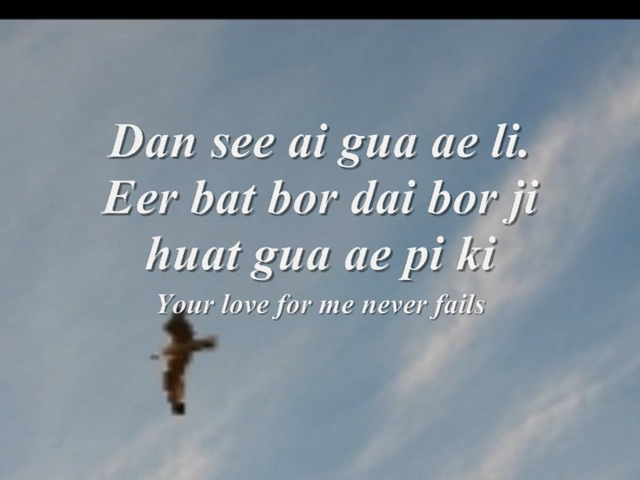 Dan see ai gua ae li.
Eer bat bor dai bor ji
huat gua ae pi ki
Your love for me never fails